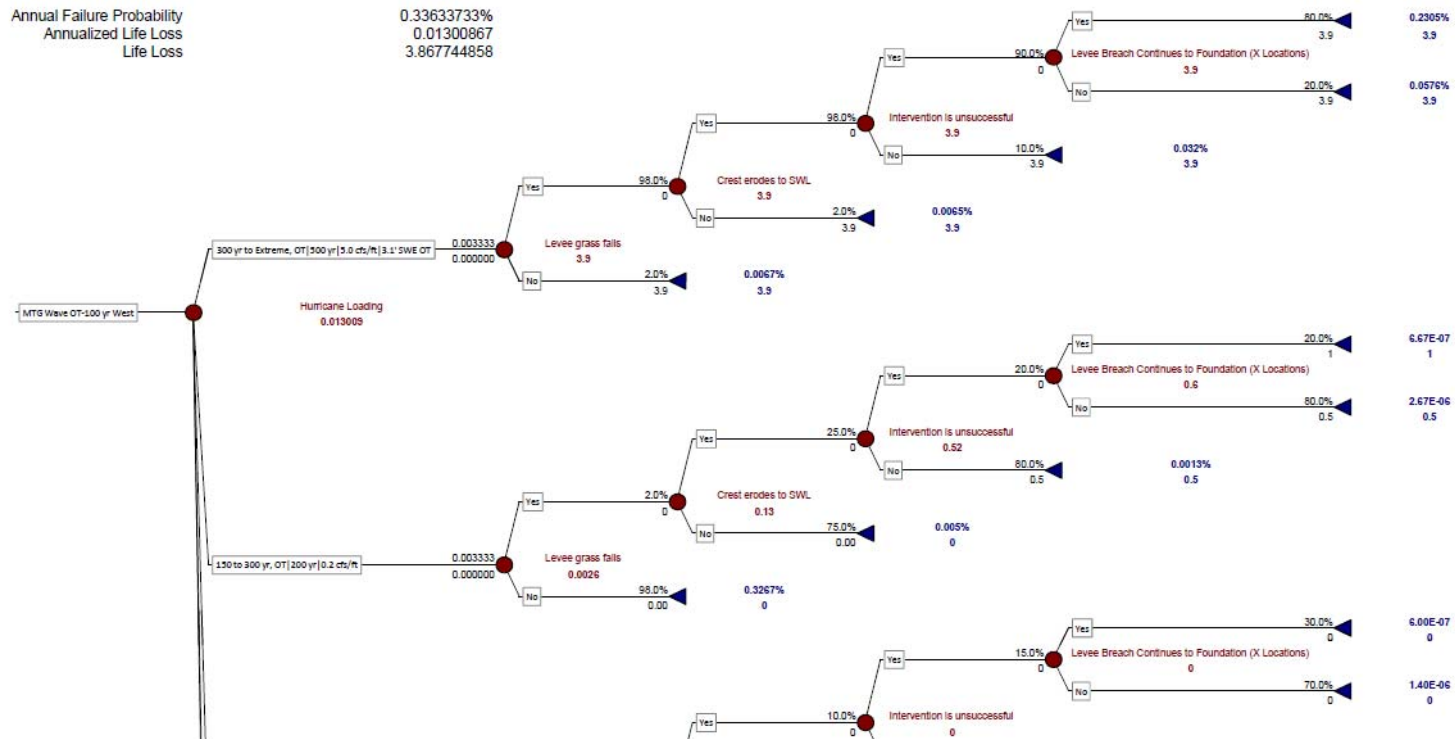 Annual Failure Probability 0.33633733%
Annualized Life Loss 0.01300867
Life Loss 3.867744858
Yes 80.0% 0.2305%
3.9 3.9
Yes 90.0% Levee Breach Continues to Foundation (X Locations)
0 3.9
No 20.0% 0.0576%
3.9 3.9
Yes 98.0% Intervention is unsuccessful
0 3.9
No 10.0% 0.032%
3.9 3.9
Yes 98.0% Crest erodes to SWL
0 3.9
No 2.0% 0.0065%
3.9 3.9
300 yr to Extreme, OT|500 yr|5.0 cfs/ft|3.1' SWE OT 0.003333 Levee grass fails
0.000000 3.9
No 2.0% 0.0067%
3.9 3.9
MTG Wave OT-100 yr West Hurricane Loading
0.013009
Yes 20.0% 6.67E-07
1 1
Yes 20.0% Levee Breach Continues to Foundation (X Locations)
0 0.6
No 80.0% 2.67E-06
0.5 0.5
Yes 25.0% Intervention is unsuccessful
0 0.52
No 80.0% 0.0013%
0.5 0.5
Yes 2.0% Crest erodes to SWL
0 0.13
No 75.0% 0.005%
0.00 0
150 to 300 yr, OT|200 yr|0.2 cfs/ft 0.003333 Levee grass fails
0.000000 0.0026
No 98.0% 0.3267%
0.00 0
Yes 30.0% 6.00E-07
0 0
Yes 15.0% Levee Breach Continues to Foundation (X Locations)
0 0
No 70.0% 1.40E-06
0 0
Yes 10.0% Intervention is unsuccessful
0 0